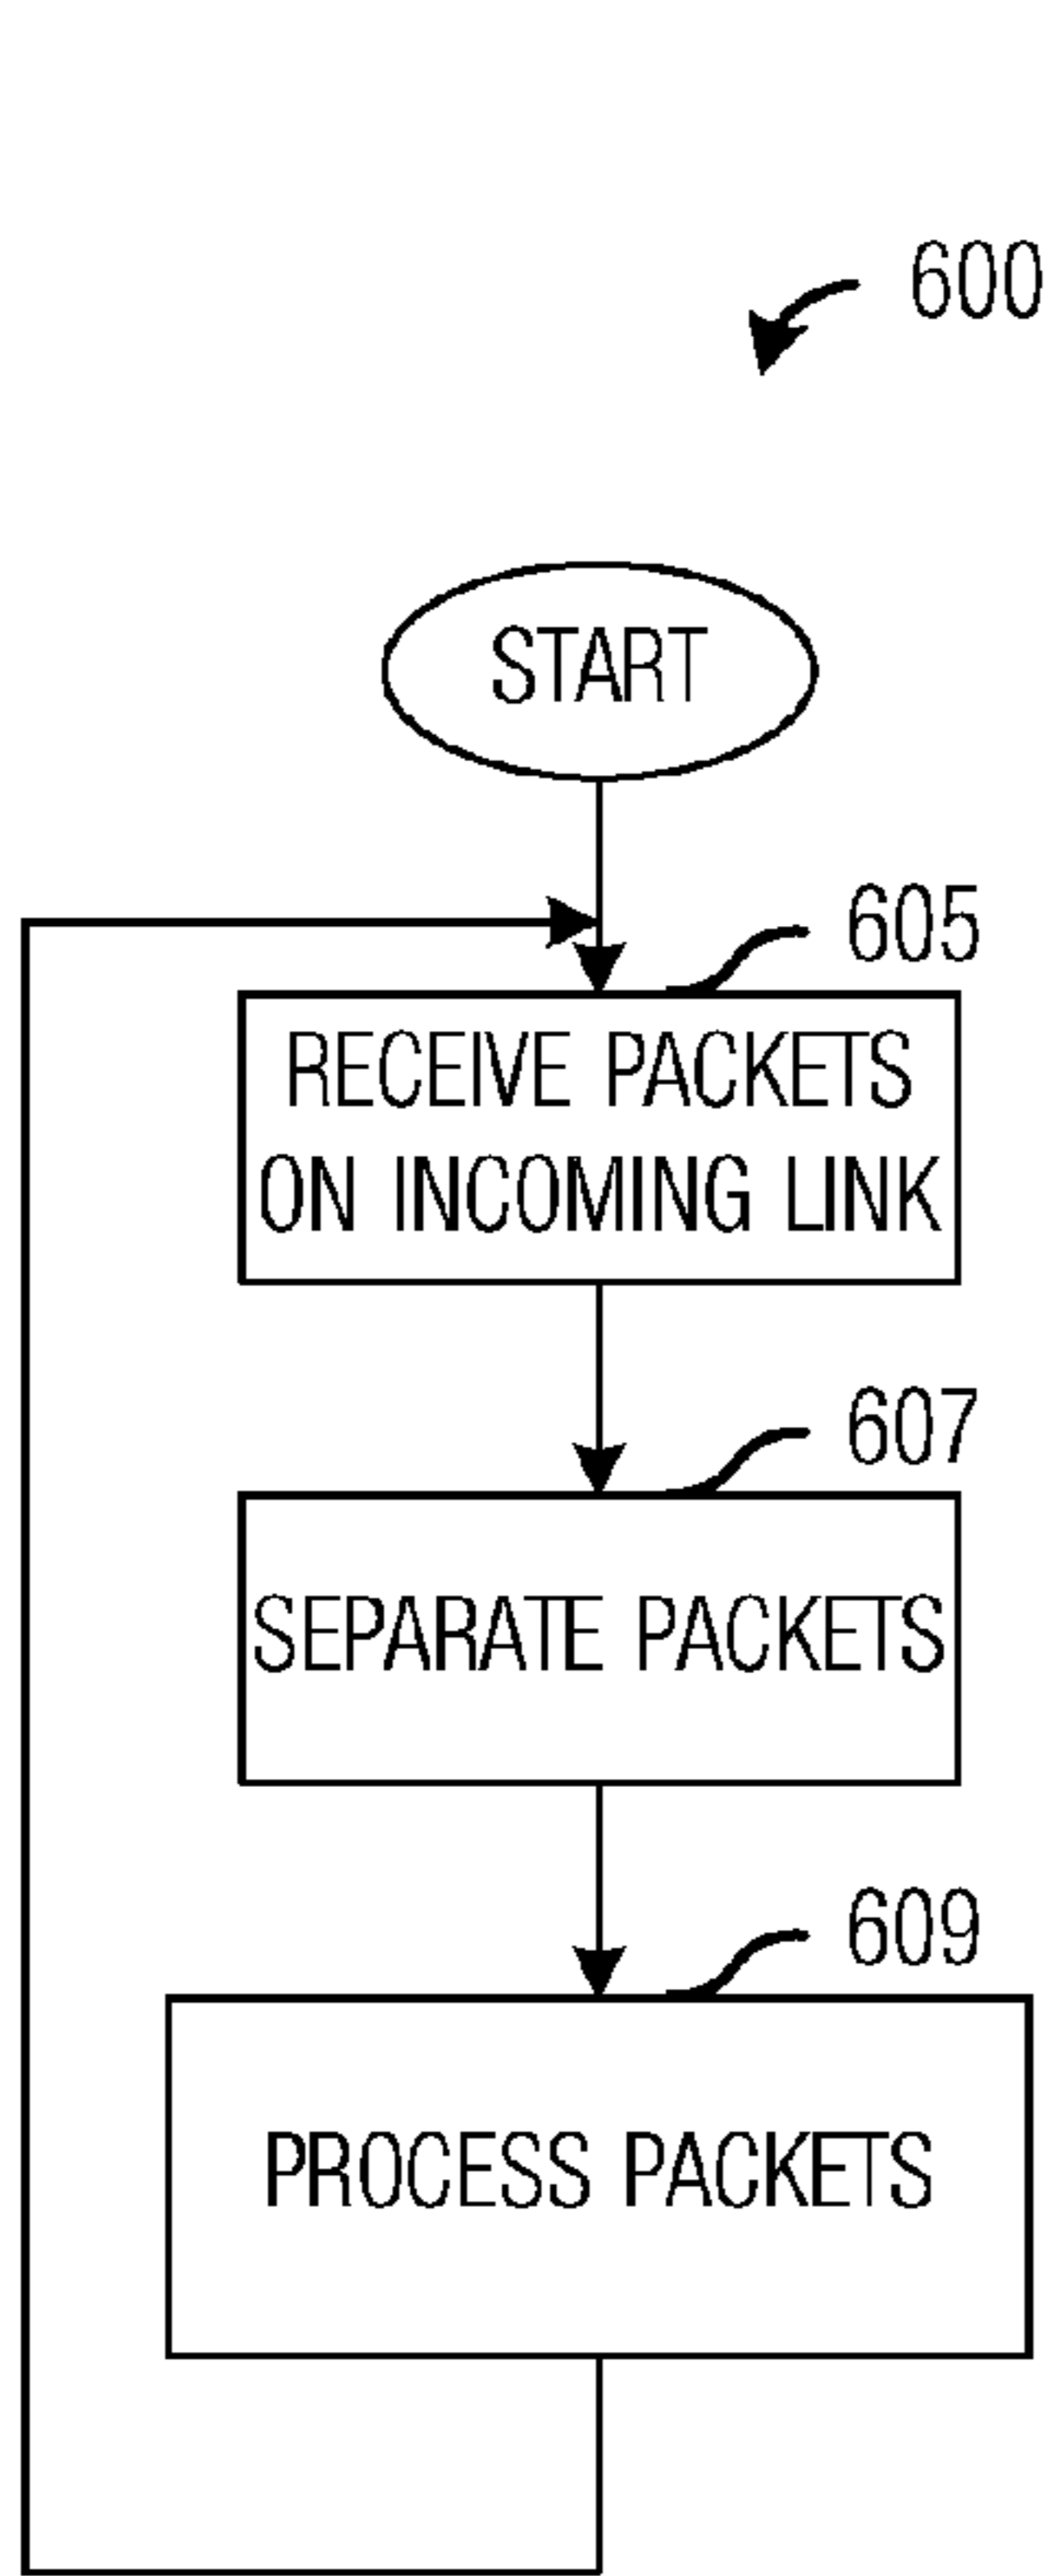 600
START
605
RECEIVE PACKETS
ON INCOMING LINK
607
SEPARATE PACKETS
609
PROCESS PACKETS